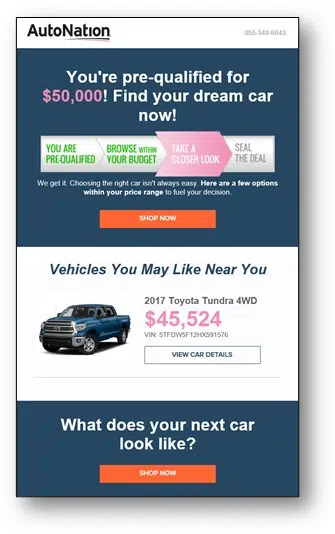 AutoNation
855-348-6043
You're pre-qualified for
$50,000! Find your dream car
now!
YOU ARE
PRE-QUALIFIED
BROWSE WITHIN
YOUR BUDGET
TAKE A
CLOSER LOOK
SEAL
THE DEAL
We get it. Choosing the right car isn't always easy. Here are a few options
within your price range to fuel your decision.
SHOP NOW
Vehicles You May Like Near You
2017 Toyota Tundra 4WD
$45,524
VIN: 5TFDW5F12HX591576
VIEW CAR DETAILS
What does your next car
look like?
SHOP NOW